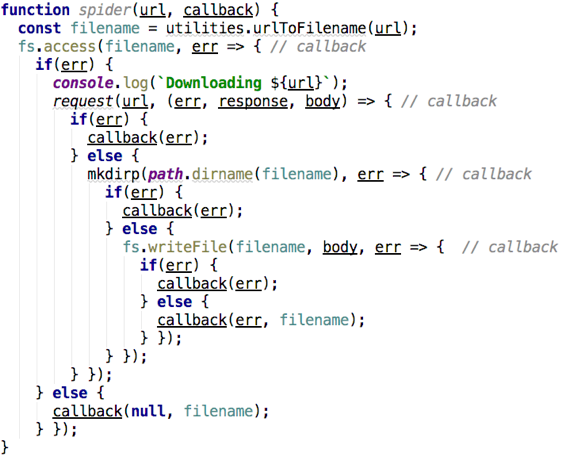 function spider(url, callback) {
  const filename = utilities.urlToFilename(url);
  fs.access(filename, err => { // callback
    if(err) {
      console.log(`Downloading ${url}`);
      request(url, (err, response, body) => { // callback
        if(err) {
          callback(err);
        } else {
          mkdirp(path.dirname(filename), err => { // callback
            if(err) {
              callback(err);
            } else {
              fs.writeFile(filename, body, err => {  // callback
                if(err) {
                  callback(err);
                } else {
                  callback(err, filename);
                } });
            } });
        } });
    } else {
      callback(null, filename);
    } });
}